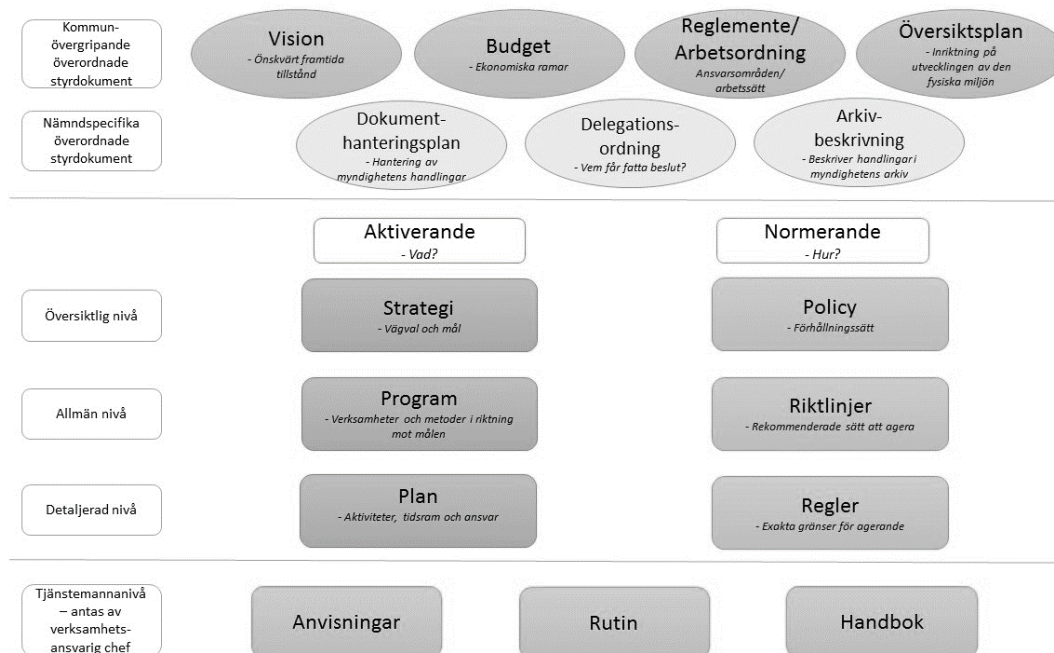 Kommun-
övergripande
överordnade
styrdokument
Vision
- Önskvärt framtida
tillstånd
Budget
- Ekonomiska ramar
Reglemente/
Arbetsordning
Ansvarsområden/
arbetssätt
Översiktsplan
- Inriktning på
utvecklingen av den
fysiska miljön
Nämndspecifika
överordnade
styrdokument
Dokument-
hanteringsplan
- Hantering av
myndighetens handlingar
Delegations-
ordning
- Vem får fatta beslut?
Arkiv-
beskrivning
- Beskriver handlingar i
myndighetens arkiv
Aktiverande
- Vad?
Normerande
- Hur?
Översiktlig nivå
Strategi
- Vägval och mål
Policy
- Förhållningssätt
Allmän nivå
Program
- Verksamheter och metoder i riktning
mot målen
Riktlinjer
- Rekommenderade sätt att agera
Detaljerad nivå
Plan
- Aktiviteter, tidsram och ansvar
Regler
- Exakta gränser för agerande
Tjänstemannanivå
– antas av
verksamhets-
ansvarig chef
Anvisningar
Rutin
Handbok